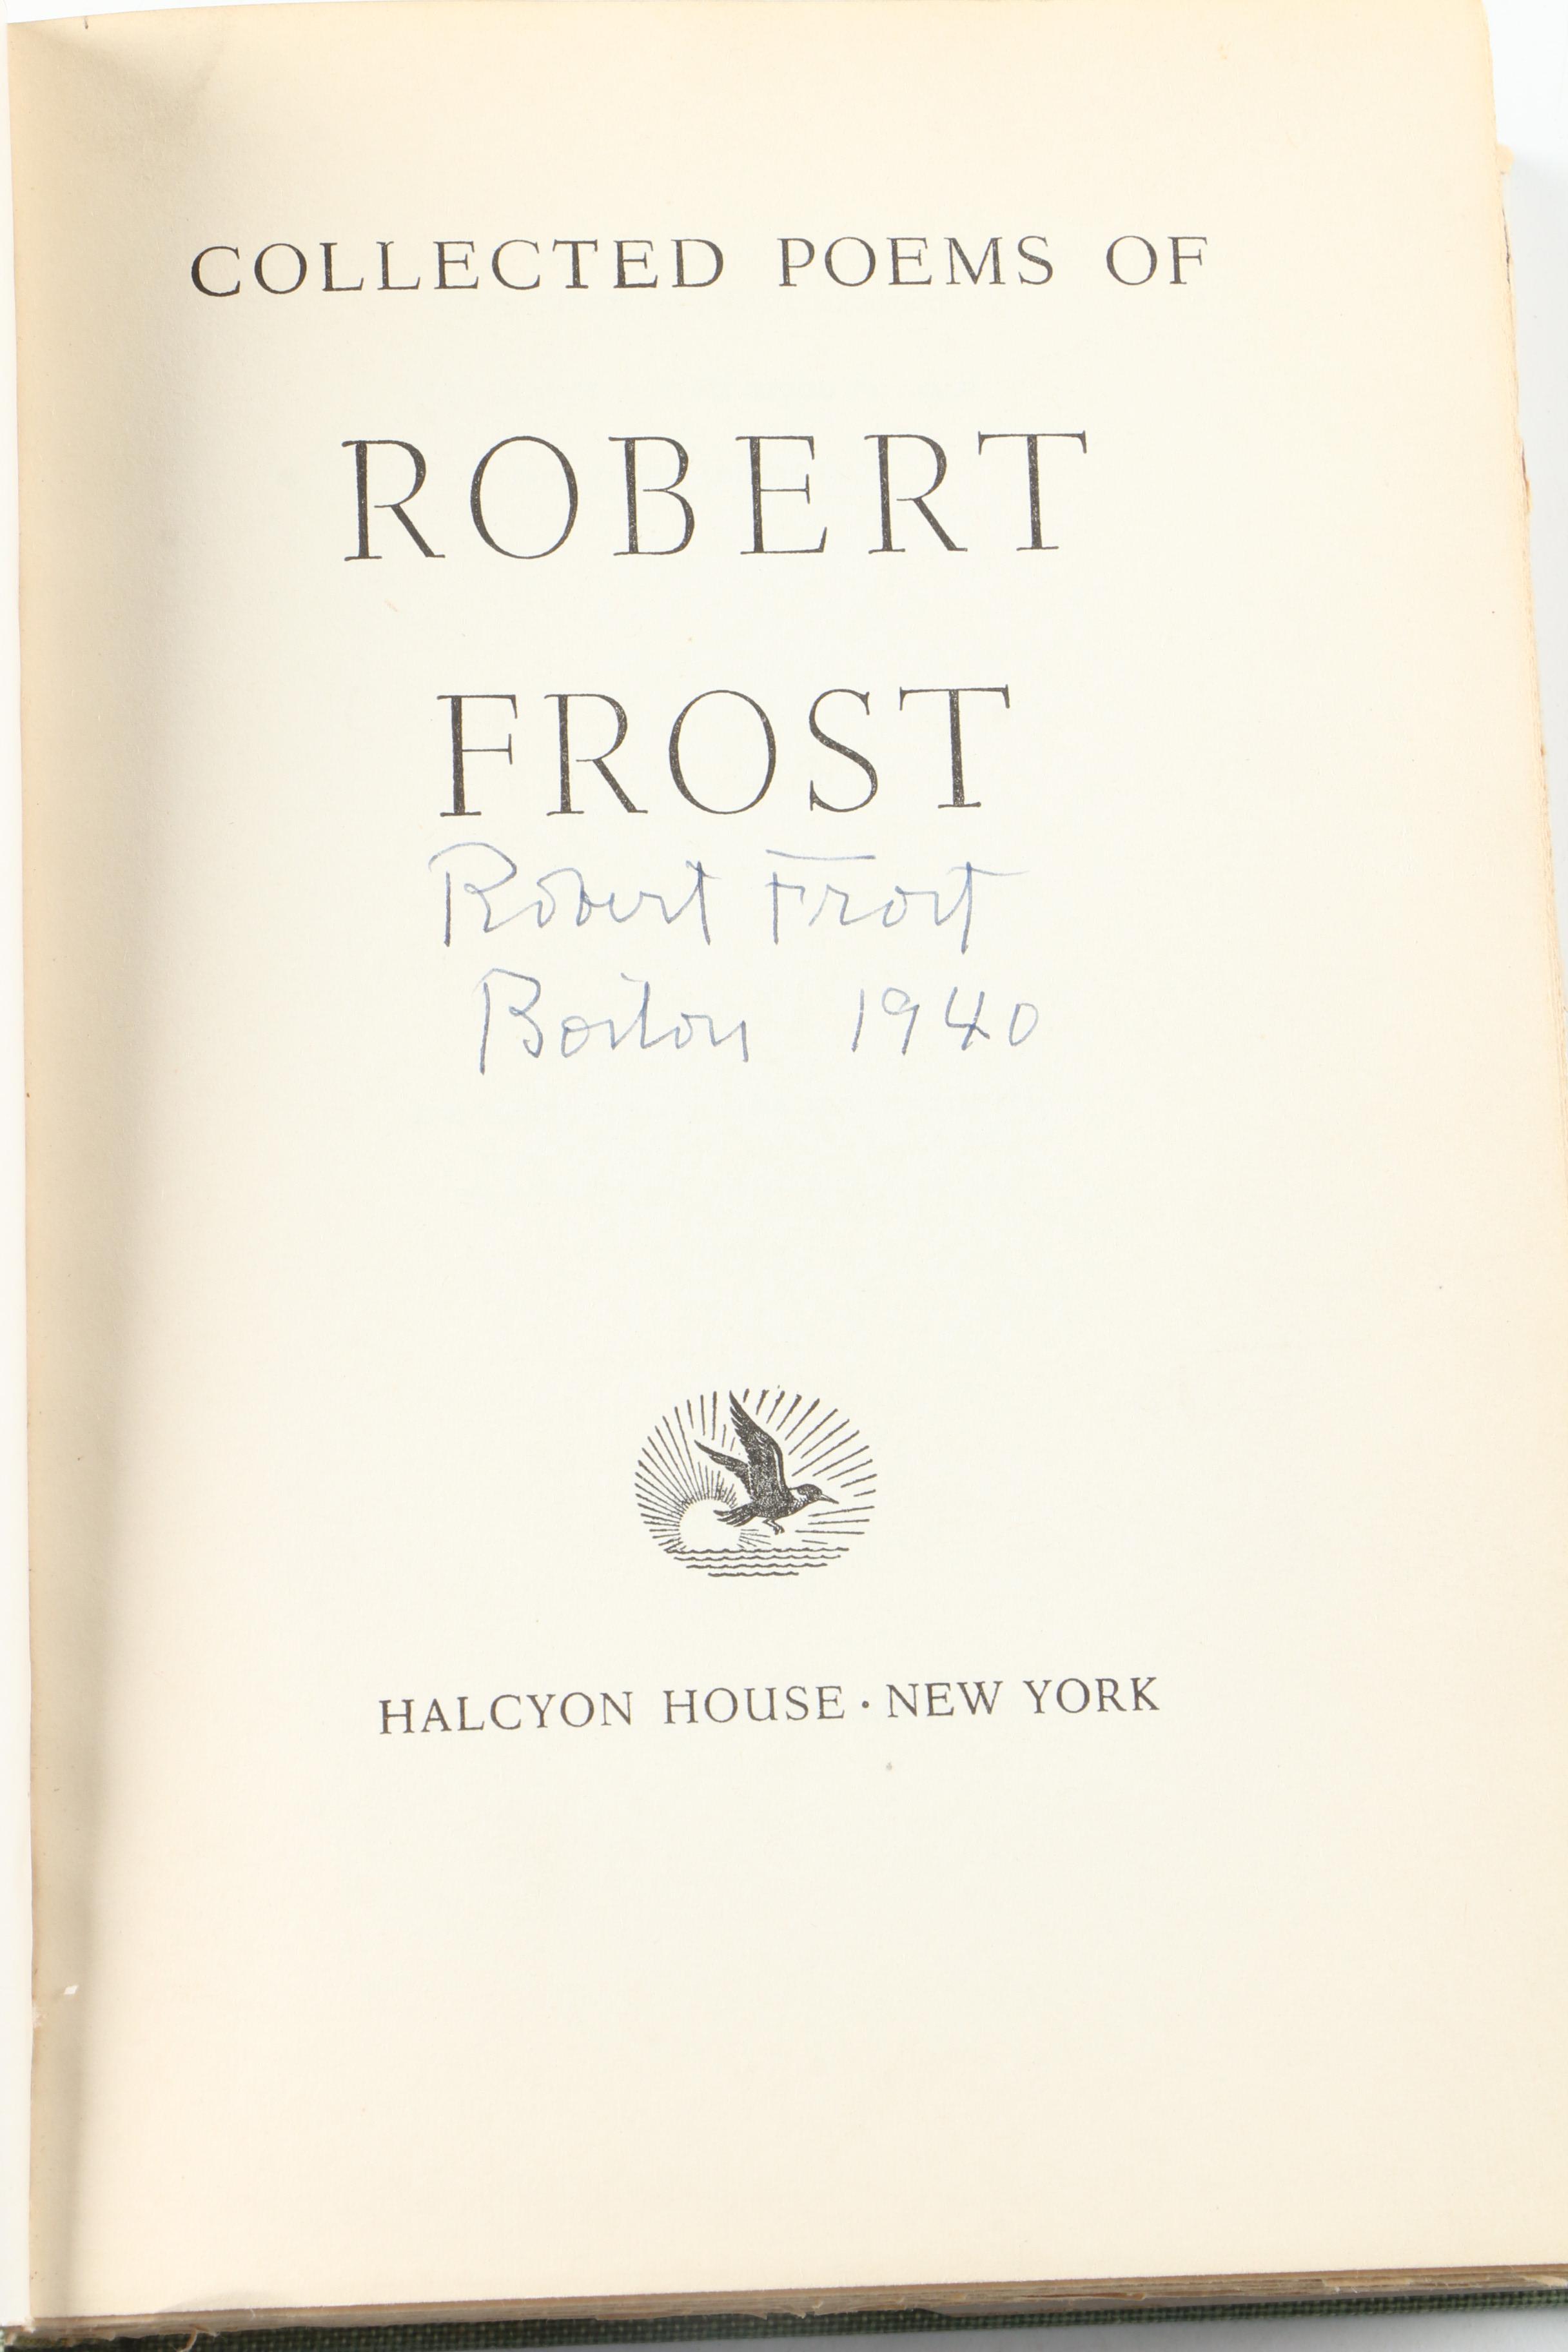 COLLECTED POEMS OF
ROBERT
FROST
Robert Frost
Boston 1940
HALCYON HOUSE · NEW YORK